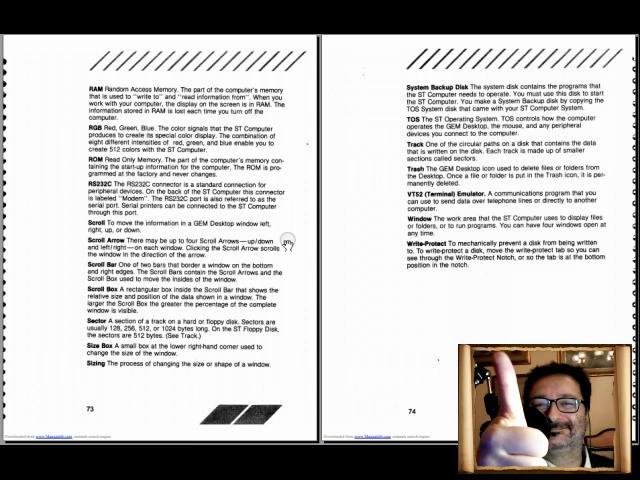 RAM Random Access Memory. The part of the computer's memory
that is used to "write to" and "read information from". When you
work with your computer, the display on the screen is in RAM. The
information stored in RAM is lost each time you turn off the
computer.
RGB Red, Green, Blue. The color signals that the ST Computer
produces to create its special color display. The combination of
eight different intensities of red, green, and blue enable you to
create 512 colors with the ST Computer.
ROM Read Only Memory. The part of the computer's memory con-
taining the start-up information for the computer. The ROM is pro-
grammed at the factory and never changes.
RS232C The RS232C connector is a standard connection for
peripheral devices. On the back of the ST Computer this connector
is labeled "Modem". The RS232C port is also referred to as the
serial port. Serial printers can be connected to the ST Computer
through this port.
Scroll To move the information in a GEM Desktop window left,
right, up, or down.
Scroll Arrow There may be up to four Scroll Arrows—up/down
and left/right—on each window. Clicking the Scroll Arrow scrolls
the window in the direction of the arrow.
Scroll Bar One of two bars that border a window on the bottom
and right edges. The Scroll Bars contain the Scroll Arrows and the
Scroll Box used to move the insides of the window.
Scroll Box A rectangular box inside the Scroll Bar that shows the
relative size and position of the data shown in a window. The
larger the Scroll Box the greater the percentage of the complete
window is visible.
Sector A section of a track on a hard or floppy disk. Sectors are
usually 128, 256, 512, or 1024 bytes long. On the ST Floppy Disk,
the sectors are 512 bytes. (See Track.)
Size Box A small box at the lower right-hand corner used to
change the size of the window.
Sizing The process of changing the size or shape of a window.
73
Downloaded from www.Manualslib.com manuals search engine
System Backup Disk The system disk contains the programs that
the ST Computer needs to operate. You must use this disk to start
the ST Computer. You make a System Backup disk by copying the
TOS System disk that came with your ST Computer System.
TOS The ST Operating System. TOS controls how the computer
operates the GEM Desktop, the mouse, and any peripheral
devices you connect to the computer.
Track One of the circular paths on a disk that contains the data
that is written on the disk. Each track is made up of smaller
sections called sectors.
Trash The GEM Desktop icon used to delete files or folders from
the Desktop. Once a file or folder is put in the Trash icon, it is per-
manently deleted.
VT52 (Terminal) Emulator. A communications program that you
can use to send data over telephone lines or directly to another
computer.
Window The work area that the ST Computer uses to display files
or folders, or to run programs. You can have four windows open at
any time.
Write-Protect To mechanically prevent a disk from being written
to. To write-protect a disk, move the write-protect tab so you can
see through the Write-Protect Notch, or so the tab is at the bottom
position in the notch.
74
Downloaded from www.Manualslib.com manuals search engine